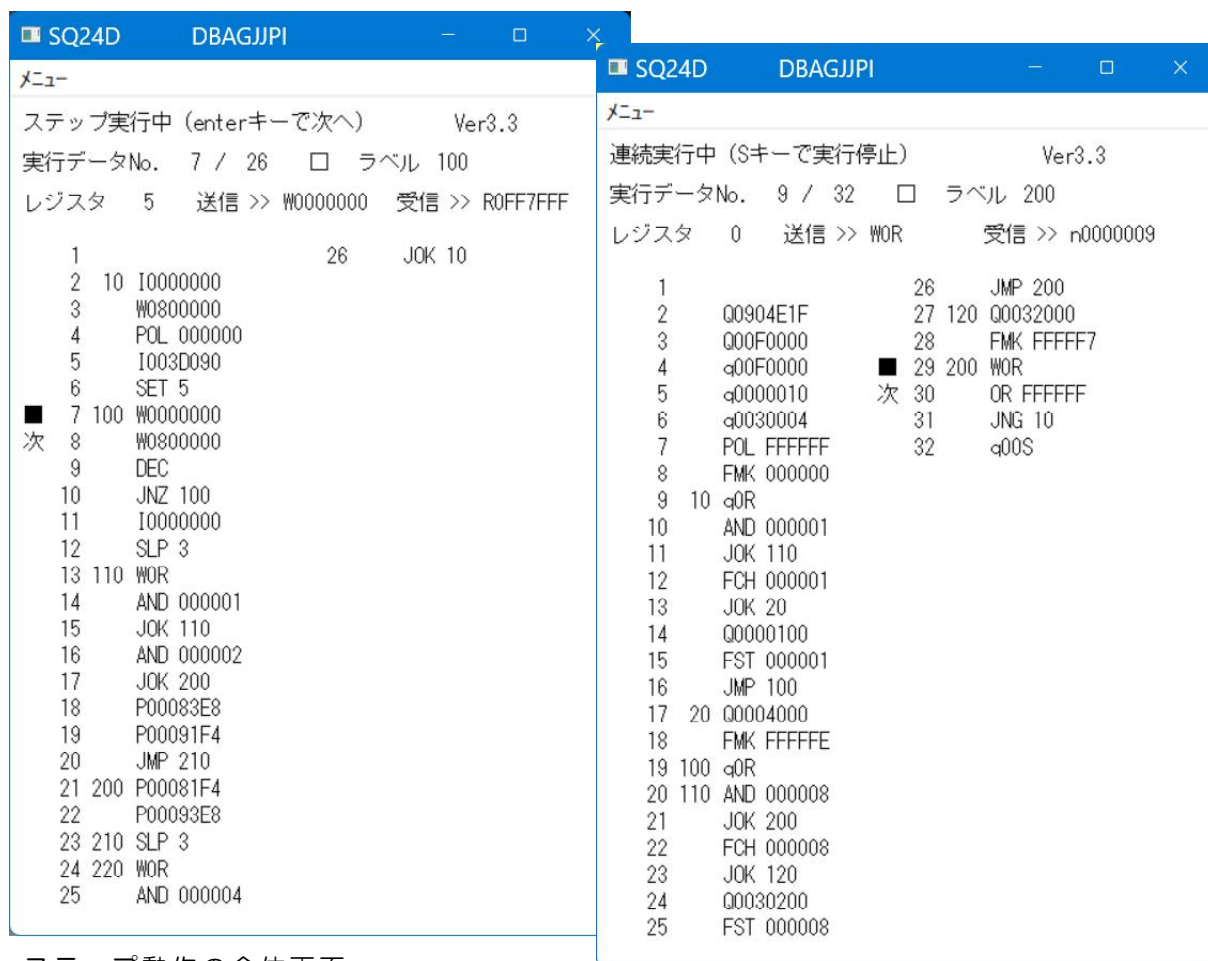 SQ24D DBAGJJPI
メニュー
ステップ実行中（enterキーで次へ） Ver3.3
実行データNo. 7 / 26 □ ラベル 100
レジスタ 5 送信 >> W0000000 受信 >> R0FF7FFF
1 26 JOK 10
2 10 I0000000
3 W0800000
4 POL 000000
5 I003D090
6 SET 5
■ 7 100 W0000000
次 8 W0800000
9 DEC
10 JNZ 100
11 I0000000
12 SLP 3
13 110 W0R
14 AND 000001
15 JOK 110
16 AND 000002
17 JOK 200
18 P00083E8
19 P00091F4
20 JMP 210
21 200 P00081F4
22 P00093E8
23 210 SLP 3
24 220 W0R
25 AND 000004
SQ24D DBAGJJPI
メニュー
連続実行中（Sキーで実行停止） Ver3.3
実行データNo. 9 / 32 □ ラベル 200
レジスタ 0 送信 >> W0R 受信 >> n0000009
1 26 JMP 200
2 Q0904E1F 27 120 Q0032000
3 Q00F0000 28 FMK FFFFF7
4 q00F0000 ■ 29 200 W0R
5 q0000010 次 30 OR FFFFFF
6 q0030004 31 JNG 10
7 POL FFFFFF 32 q00S
8 FMK 000000
9 10 q0R
10 AND 000001
11 JOK 110
12 FCH 000001
13 JOK 20
14 Q0000100
15 FST 000001
16 JMP 100
17 20 Q0004000
18 FMK FFFFFE
19 100 q0R
20 110 AND 000008
21 JOK 200
22 FCH 000008
23 JOK 120
24 Q0030200
25 FST 000008